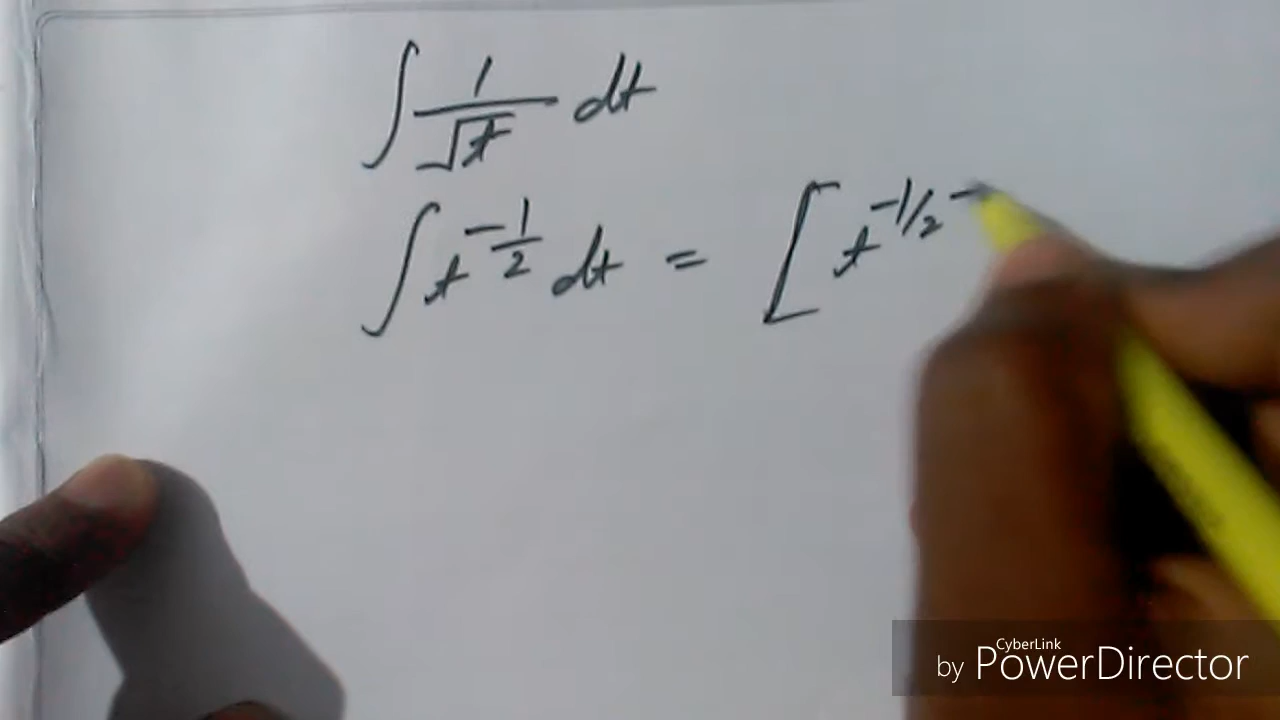 ∫ 1/√t dt
∫ t^{-1/2} dt = [ t^{-1/2 -
CyberLink
by PowerDirector